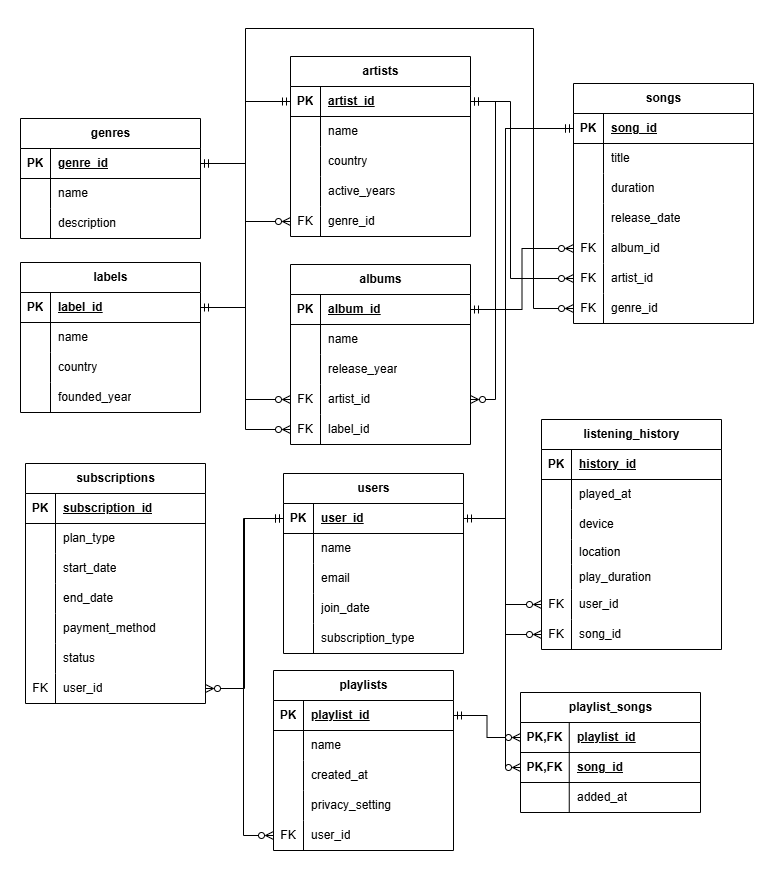 genres
PK genre_id
name
description
labels
PK label_id
name
country
founded_year
subscriptions
PK subscription_id
plan_type
start_date
end_date
payment_method
status
FK user_id
artists
PK artist_id
name
country
active_years
FK genre_id
albums
PK album_id
name
release_year
FK artist_id
FK label_id
users
PK user_id
name
email
join_date
subscription_type
playlists
PK playlist_id
name
created_at
privacy_setting
FK user_id
songs
PK song_id
title
duration
release_date
FK album_id
FK artist_id
FK genre_id
listening_history
PK history_id
played_at
device
location
play_duration
FK user_id
FK song_id
playlist_songs
PK,FK playlist_id
PK,FK song_id
added_at